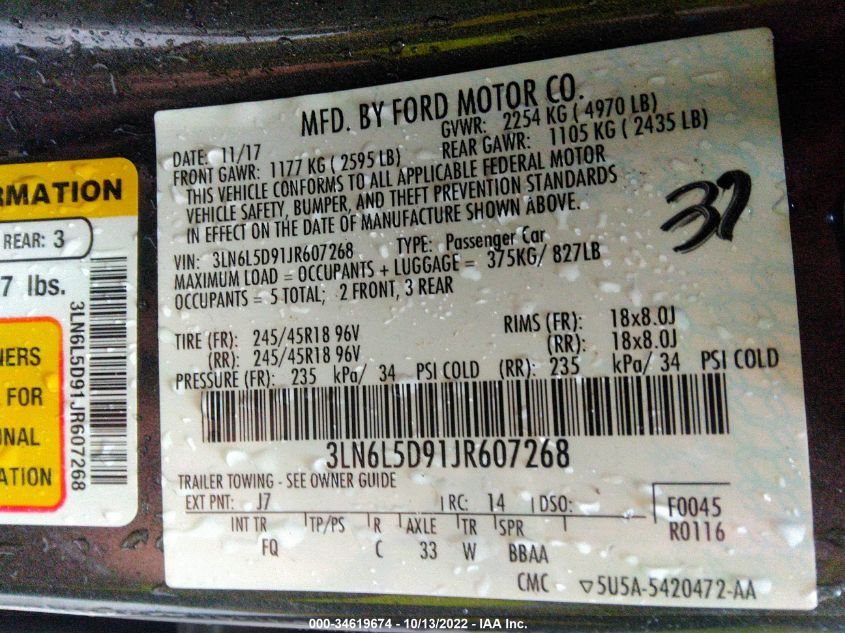 MFD. BY FORD MOTOR CO.
DATE: 11/17 GVWR: 2254 KG ( 4970 LB)
FRONT GAWR: 1177 KG ( 2595 LB) REAR GAWR: 1105 KG ( 2435 LB)
THIS VEHICLE CONFORMS TO ALL APPLICABLE FEDERAL MOTOR
VEHICLE SAFETY, BUMPER, AND THEFT PREVENTION STANDARDS
IN EFFECT ON THE DATE OF MANUFACTURE SHOWN ABOVE.
37
VIN: 3LN6L5D91JR607268 TYPE: Passenger Car
MAXIMUM LOAD = OCCUPANTS + LUGGAGE = 375KG/ 827LB
OCCUPANTS = 5 TOTAL; 2 FRONT, 3 REAR
TIRE (FR): 245/45R18 96V RIMS (FR): 18x8.0J
(RR): 245/45R18 96V (RR): 18x8.0J
PRESSURE (FR): 235 kPa/ 34 PSI COLD (RR): 235 kPa/ 34 PSI COLD
3LN6L5D91JR607268
TRAILER TOWING - SEE OWNER GUIDE
EXT PNT: J7 RC: 14 DSO: F0045
R0116
INT TR TP/PS R AXLE TR SPR
FQ C 33 W BBAA
CMC ▽5U5A-5420472-AA
RMATION
REAR: 3
7 lbs.
NERS
FOR
ONAL
ATION
3LN6L5D91JR607268
000-34619674 - 10/13/2022 - IAA Inc.